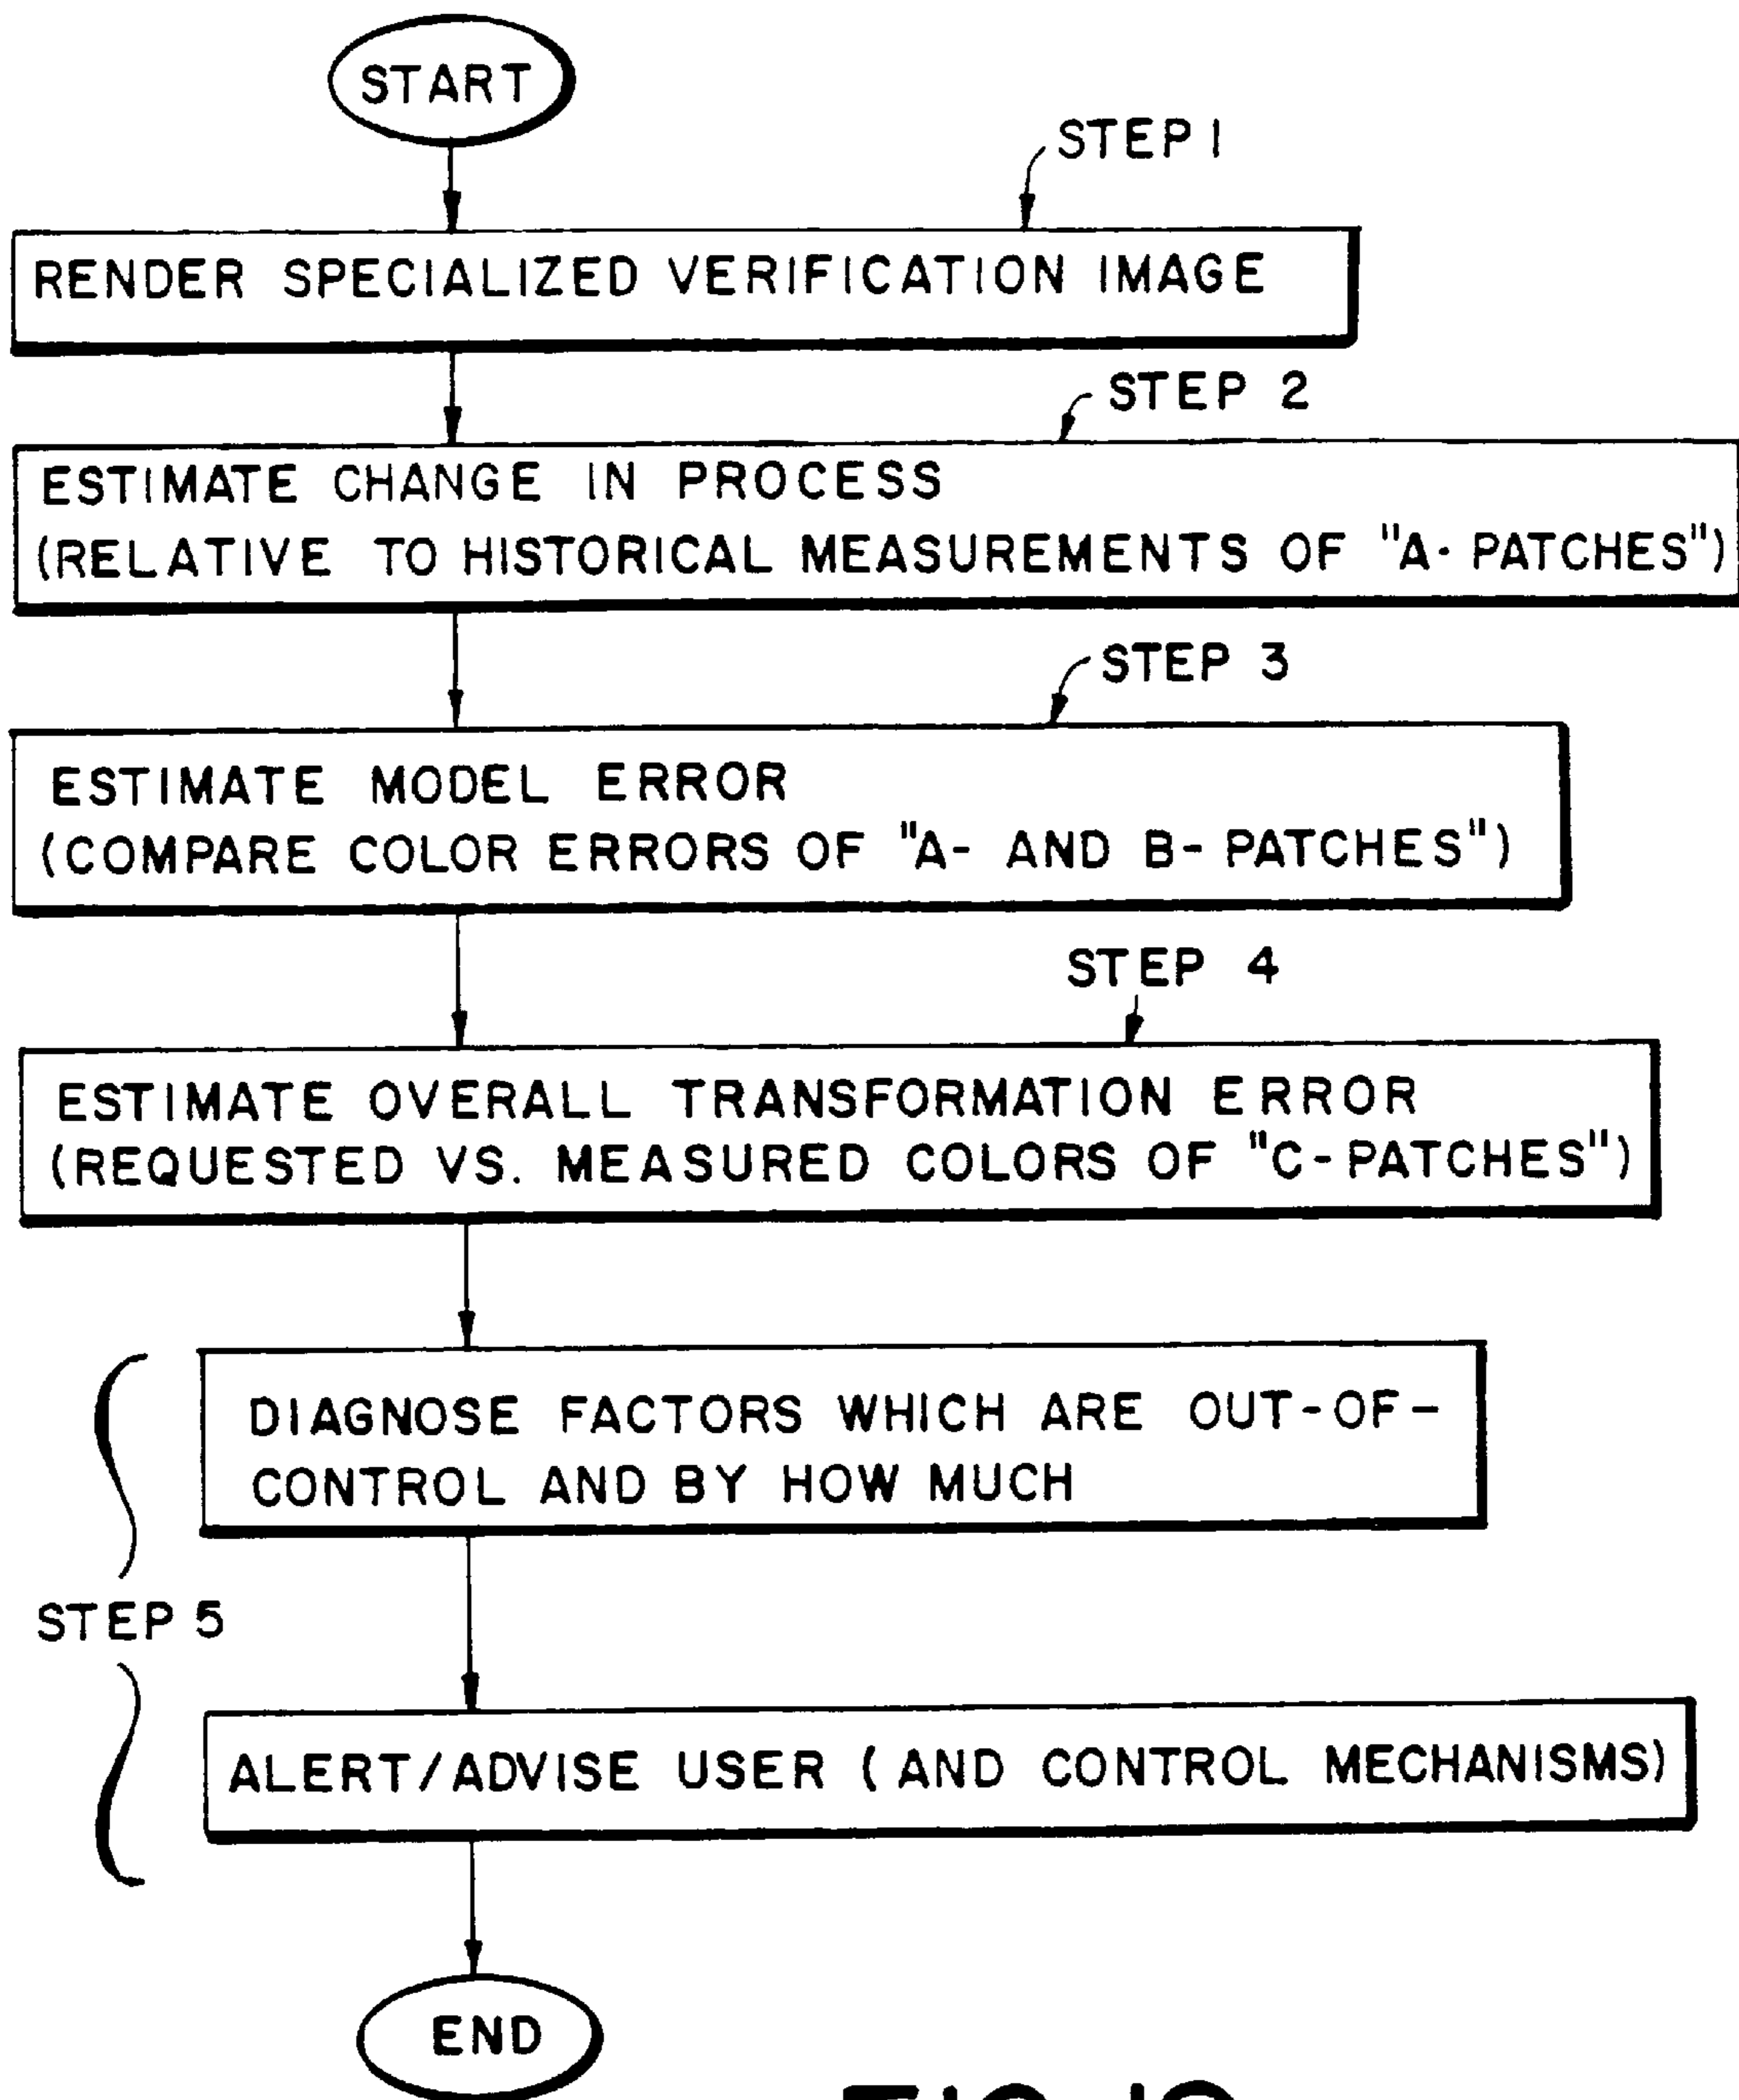 START
STEP 1
RENDER SPECIALIZED VERIFICATION IMAGE
STEP 2
ESTIMATE CHANGE IN PROCESS
(RELATIVE TO HISTORICAL MEASUREMENTS OF "A- PATCHES")
STEP 3
ESTIMATE MODEL ERROR
(COMPARE COLOR ERRORS OF "A- AND B- PATCHES")
STEP 4
ESTIMATE OVERALL TRANSFORMATION ERROR
(REQUESTED VS. MEASURED COLORS OF "C-PATCHES")
DIAGNOSE FACTORS WHICH ARE OUT-OF-
CONTROL AND BY HOW MUCH
STEP 5
ALERT/ADVISE USER (AND CONTROL MECHANISMS)
END